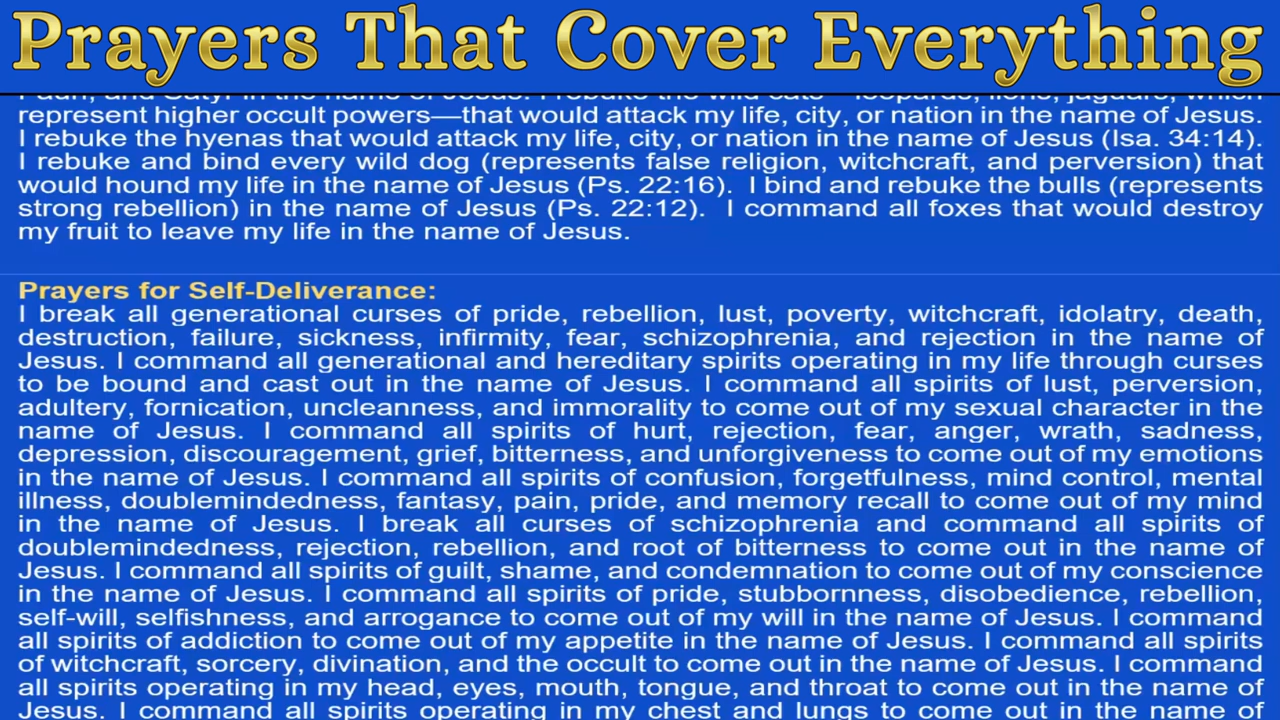 Prayers That Cover Everything
represent higher occult powers—that would attack my life, city, or nation in the name of Jesus.
I rebuke the hyenas that would attack my life, city, or nation in the name of Jesus (Isa. 34:14).
I rebuke and bind every wild dog (represents false religion, witchcraft, and perversion) that
would hound my life in the name of Jesus (Ps. 22:16).  I bind and rebuke the bulls (represents
strong rebellion) in the name of Jesus (Ps. 22:12).  I command all foxes that would destroy
my fruit to leave my life in the name of Jesus.
Prayers for Self-Deliverance:
I break all generational curses of pride, rebellion, lust, poverty, witchcraft, idolatry, death,
destruction, failure, sickness, infirmity, fear, schizophrenia, and rejection in the name of
Jesus. I command all generational and hereditary spirits operating in my life through curses
to be bound and cast out in the name of Jesus. I command all spirits of lust, perversion,
adultery, fornication, uncleanness, and immorality to come out of my sexual character in the
name of Jesus. I command all spirits of hurt, rejection, fear, anger, wrath, sadness,
depression, discouragement, grief, bitterness, and unforgiveness to come out of my emotions
in the name of Jesus. I command all spirits of confusion, forgetfulness, mind control, mental
illness, doublemindedness, fantasy, pain, pride, and memory recall to come out of my mind
in the name of Jesus. I break all curses of schizophrenia and command all spirits of
doublemindedness, rejection, rebellion, and root of bitterness to come out in the name of
Jesus. I command all spirits of guilt, shame, and condemnation to come out of my conscience
in the name of Jesus. I command all spirits of pride, stubbornness, disobedience, rebellion,
self-will, selfishness, and arrogance to come out of my will in the name of Jesus. I command
all spirits of addiction to come out of my appetite in the name of Jesus. I command all spirits
of witchcraft, sorcery, divination, and the occult to come out in the name of Jesus. I command
all spirits operating in my head, eyes, mouth, tongue, and throat to come out in the name of
Jesus. I command all spirits operating in my chest and lungs to come out in the name of